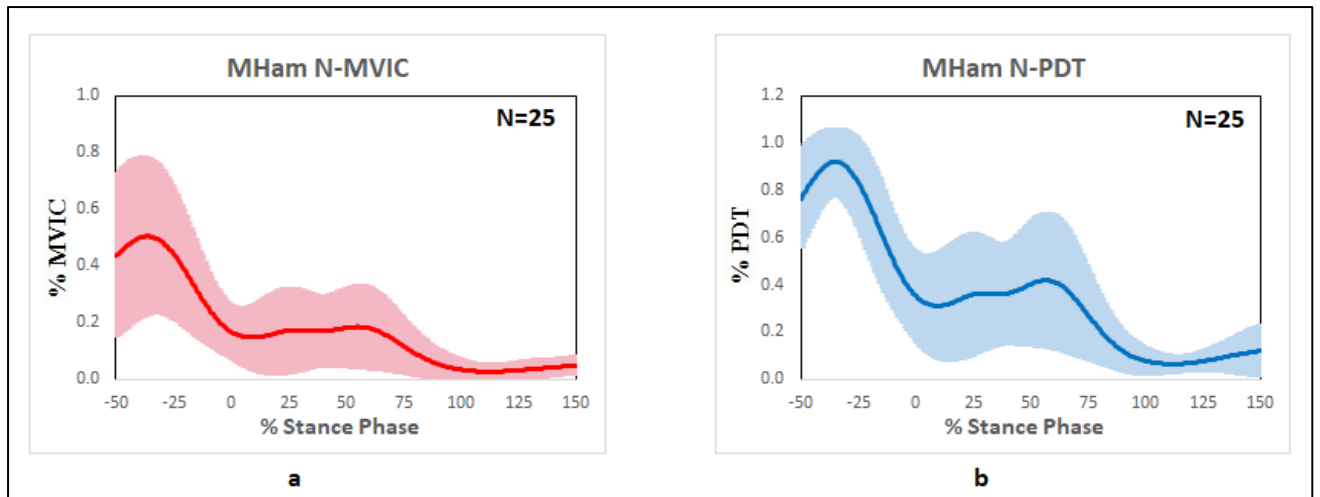 MHam N-MVIC
N=25
% MVIC
1.0
0.8
0.6
0.4
0.2
0.0
-50 -25 0 25 50 75 100 125 150
% Stance Phase
a
MHam N-PDT
N=25
% PDT
1.2
1.0
0.8
0.6
0.4
0.2
0.0
-50 -25 0 25 50 75 100 125 150
% Stance Phase
b